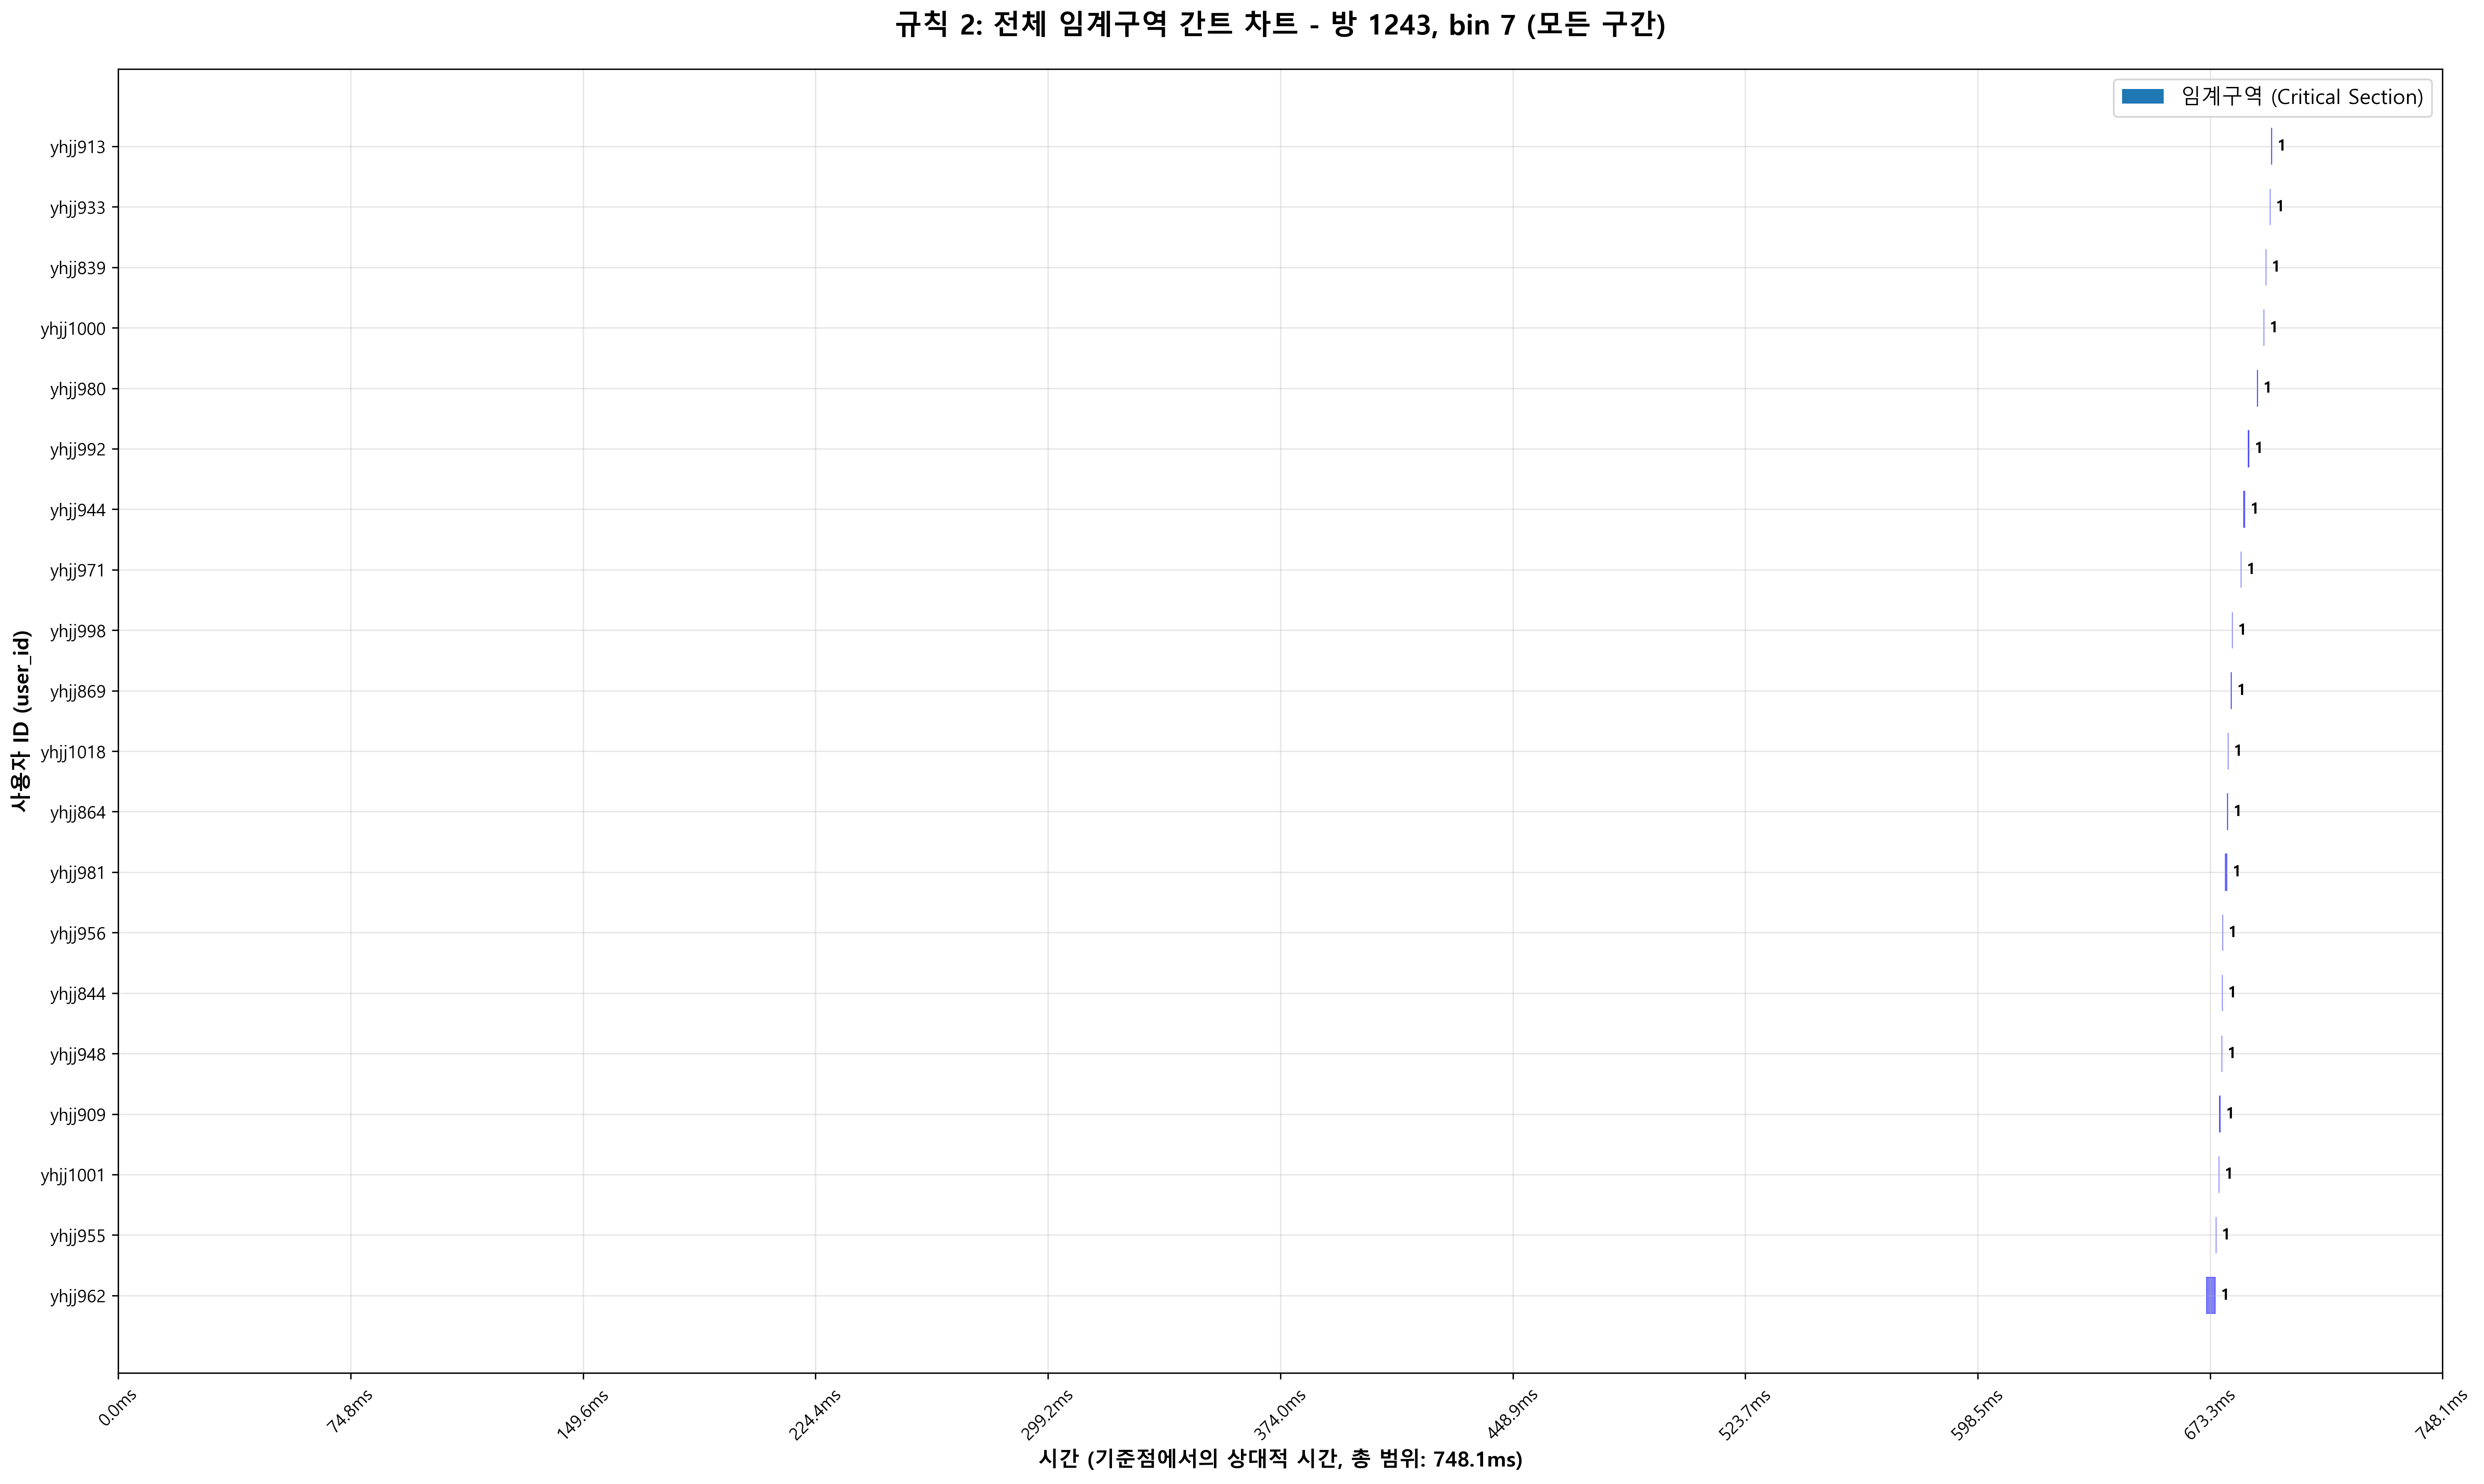 규칙 2: 전체 임계구역 간트 차트 - 방 1243, bin 7 (모든 구간)
임계구역 (Critical Section)
사용자 ID (user_id)
yhjj913 1
yhjj933 1
yhjj839 1
yhjj1000 1
yhjj980 1
yhjj992 1
yhjj944 1
yhjj971 1
yhjj998 1
yhjj869 1
yhjj1018 1
yhjj864 1
yhjj981 1
yhjj956 1
yhjj844 1
yhjj948 1
yhjj909 1
yhjj1001 1
yhjj955 1
yhjj962 1
0.0ms 74.8ms 149.6ms 224.4ms 299.2ms 374.0ms 448.9ms 523.7ms 598.5ms 673.3ms 748.1ms
시간 (기준점에서의 상대적 시간, 총 범위: 748.1ms)